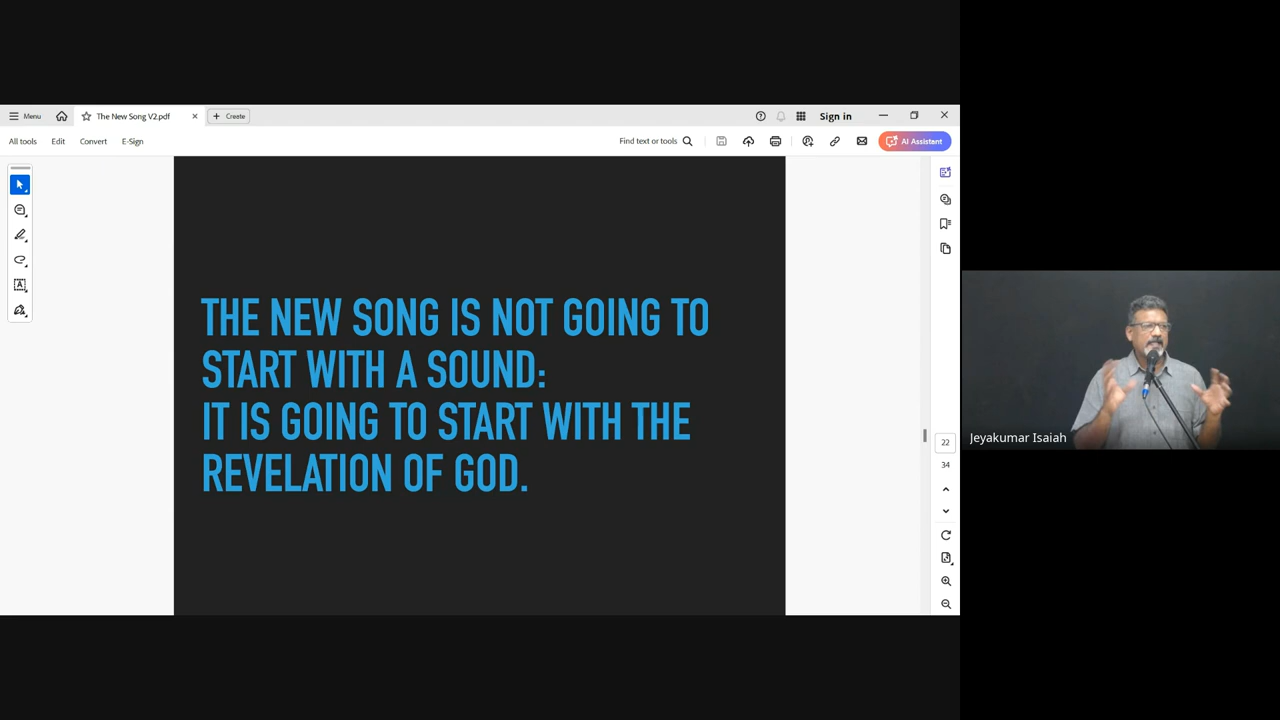 Menu
The New Song V2.pdf
Create
Sign in
All tools
Edit
Convert
E-Sign
Find text or tools
AI Assistant
THE NEW SONG IS NOT GOING TO
START WITH A SOUND:
IT IS GOING TO START WITH THE
REVELATION OF GOD.
22
34
Jeyakumar Isaiah